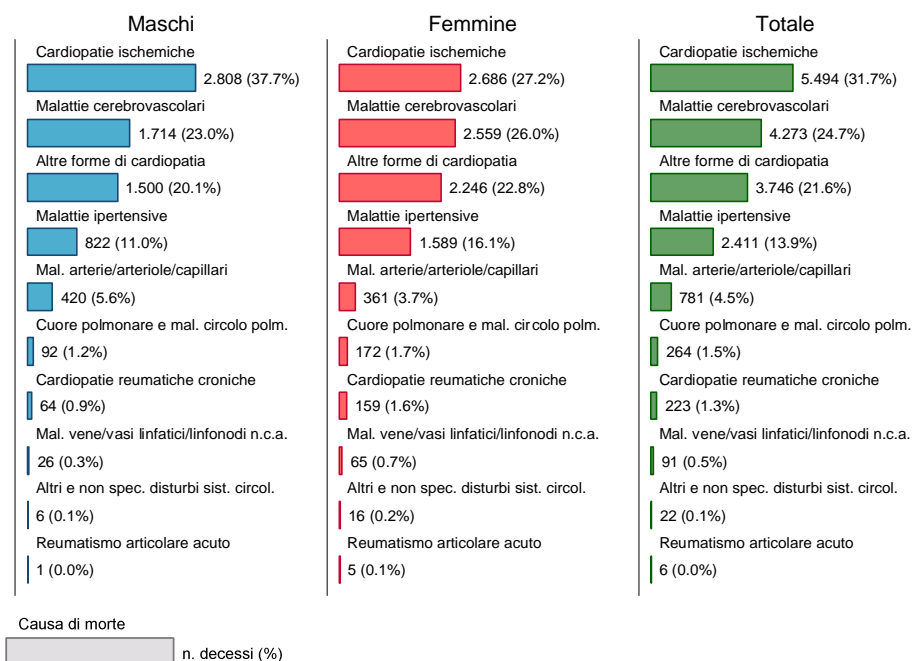 Maschi
Cardiopatie ischemiche
2.808 (37.7%)
Malattie cerebrovascolari
1.714 (23.0%)
Altre forme di cardiopatia
1.500 (20.1%)
Malattie ipertensive
822 (11.0%)
Mal. arterie/arteriole/capillari
420 (5.6%)
Cuore polmonare e mal. circolo polm.
92 (1.2%)
Cardiopatie reumatiche croniche
64 (0.9%)
Mal. vene/vasi linfatici/linfonodi n.c.a.
26 (0.3%)
Altri e non spec. disturbi sist. circol.
6 (0.1%)
Reumatismo articolare acuto
1 (0.0%)
Femmine
Cardiopatie ischemiche
2.686 (27.2%)
Malattie cerebrovascolari
2.559 (26.0%)
Altre forme di cardiopatia
2.246 (22.8%)
Malattie ipertensive
1.589 (16.1%)
Mal. arterie/arteriole/capillari
361 (3.7%)
Cuore polmonare e mal. circolo polm.
172 (1.7%)
Cardiopatie reumatiche croniche
159 (1.6%)
Mal. vene/vasi linfatici/linfonodi n.c.a.
65 (0.7%)
Altri e non spec. disturbi sist. circol.
16 (0.2%)
Reumatismo articolare acuto
5 (0.1%)
Totale
Cardiopatie ischemiche
5.494 (31.7%)
Malattie cerebrovascolari
4.273 (24.7%)
Altre forme di cardiopatia
3.746 (21.6%)
Malattie ipertensive
2.411 (13.9%)
Mal. arterie/arteriole/capillari
781 (4.5%)
Cuore polmonare e mal. circolo polm.
264 (1.5%)
Cardiopatie reumatiche croniche
223 (1.3%)
Mal. vene/vasi linfatici/linfonodi n.c.a.
91 (0.5%)
Altri e non spec. disturbi sist. circol.
22 (0.1%)
Reumatismo articolare acuto
6 (0.0%)
Causa di morte
n. decessi (%)